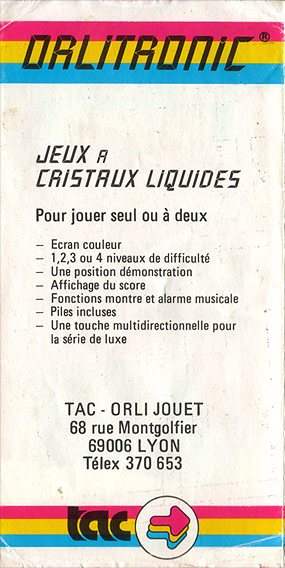 ORLITRONIC®
JEUX A
CRISTAUX LIQUIDES
Pour jouer seul ou à deux
– Ecran couleur
– 1,2,3 ou 4 niveaux de difficulté
– Une position démonstration
– Affichage du score
– Fonctions montre et alarme musicale
– Piles incluses
– Une touche multidirectionnelle pour
la série de luxe
TAC - ORLI JOUET
68 rue Montgolfier
69006 LYON
Télex 370 653
tac